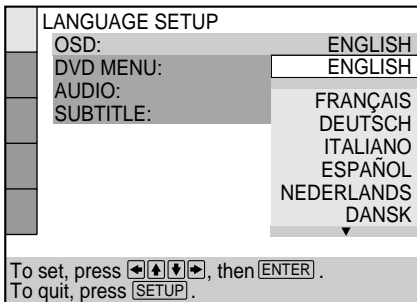 LANGUAGE SETUP
OSD: ENGLISH
DVD MENU: ENGLISH
AUDIO:
SUBTITLE:
FRANÇAIS
DEUTSCH
ITALIANO
ESPAÑOL
NEDERLANDS
DANSK
To set, press , then ENTER .
To quit, press SETUP .